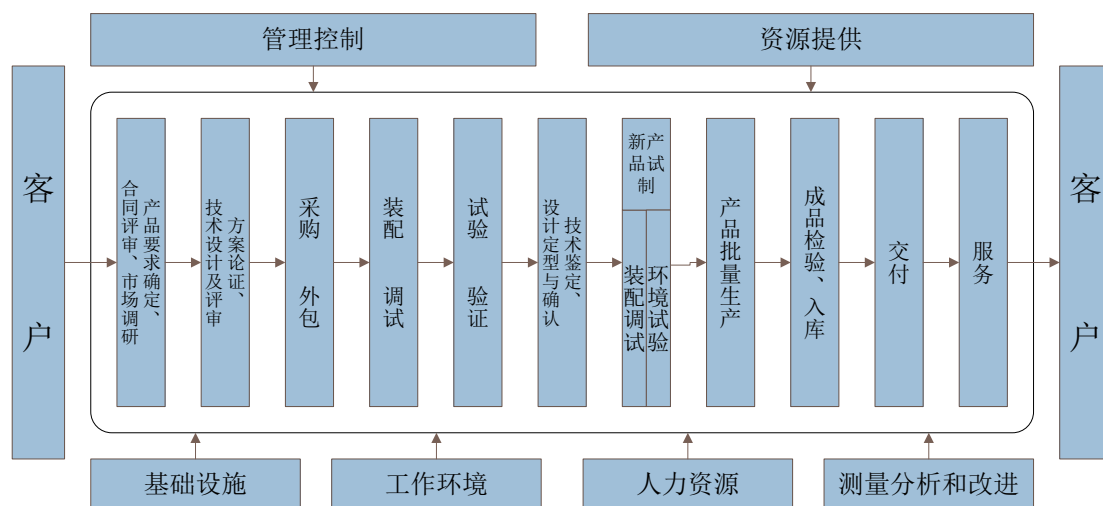 管理控制
资源提供
客户
产品要求确定、
合同评审、市场调研
方案论证、
技术设计及评审
采购 外包
装配 调试
试验 验证
技术鉴定、
设计定型与确认
新产
品试
制
装配调试
环境试验
产品批量生产
成品检验、入库
交付
服务
客户
基础设施
工作环境
人力资源
测量分析和改进